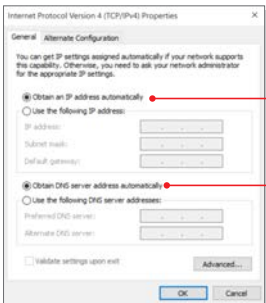 Internet Protocol Version 4 (TCP/IPv4) Properties
General Alternate Configuration
You can get IP settings assigned automatically if your network supports
this capability. Otherwise, you need to ask your network administrator
for the appropriate IP settings.
Obtain an IP address automatically
Use the following IP address:
IP address:
Subnet mask:
Default gateway:
Obtain DNS server address automatically
Use the following DNS server addresses:
Preferred DNS server:
Alternate DNS server:
Validate settings upon exit
Advanced...
OK Cancel